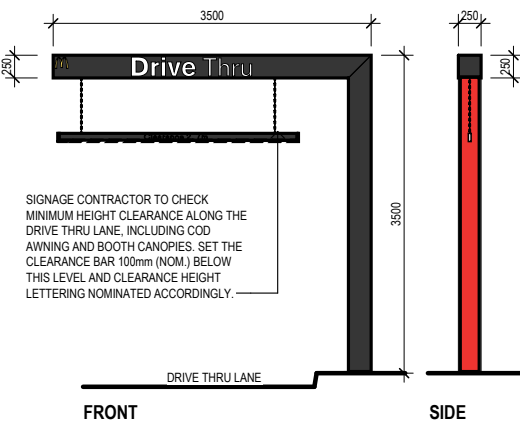 3500
250
250
250
m Drive Thru
3500
SIGNAGE CONTRACTOR TO CHECK
MINIMUM HEIGHT CLEARANCE ALONG THE
DRIVE THRU LANE, INCLUDING COD
AWNING AND BOOTH CANOPIES. SET THE
CLEARANCE BAR 100mm (NOM.) BELOW
THIS LEVEL AND CLEARANCE HEIGHT
LETTERING NOMINATED ACCORDINGLY.
DRIVE THRU LANE
FRONT
SIDE